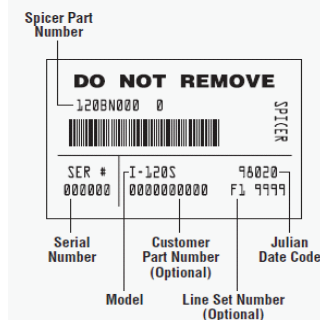 Spicer Part
Number
DO NOT REMOVE
120BN000 0
SPICER
SER # I-120S 98020
000000 0000000000 F1 9999
Serial
Number
Customer
Part Number
(Optional)
Julian
Date Code
Model
Line Set Number
(Optional)